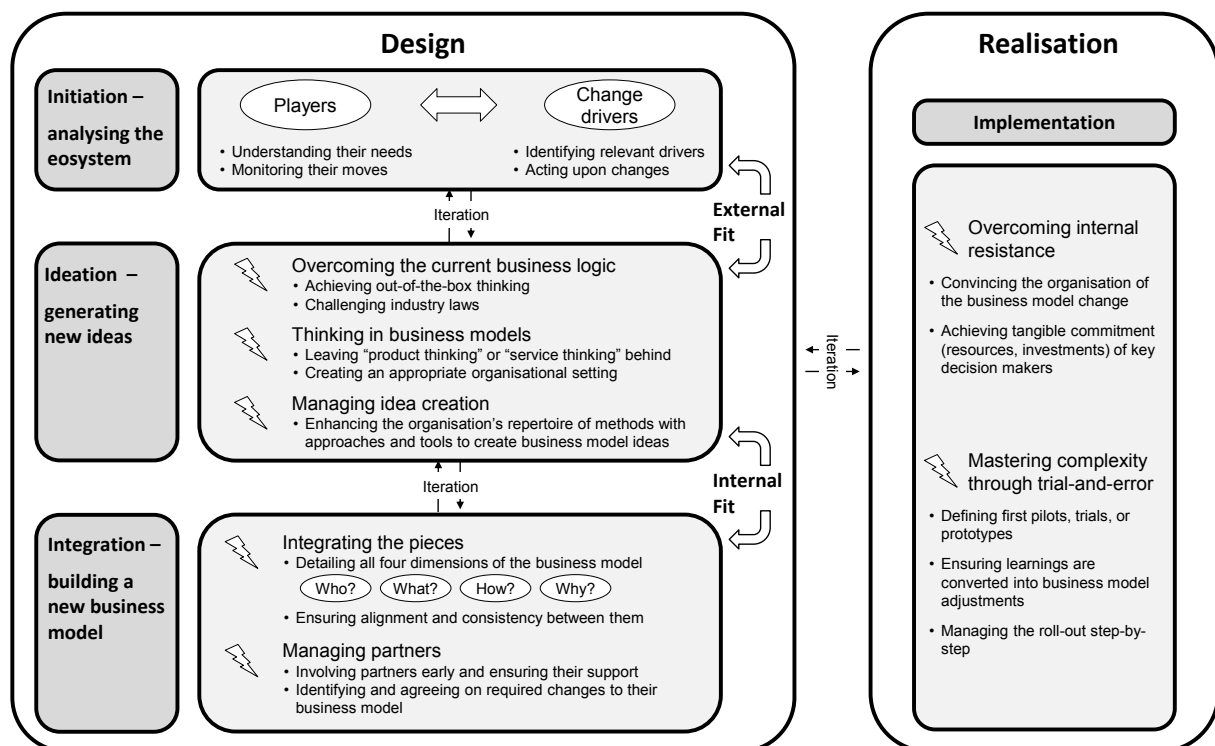 Design
Initiation –
analysing the
eosystem
Players
Change
drivers
• Understanding their needs
• Monitoring their moves
• Identifying relevant drivers
• Acting upon changes
Iteration
External
Fit
Ideation –
generating
new ideas
Overcoming the current business logic
• Achieving out-of-the-box thinking
• Challenging industry laws
Thinking in business models
• Leaving “product thinking” or “service thinking” behind
• Creating an appropriate organisational setting
Managing idea creation
• Enhancing the organisation’s repertoire of methods with
approaches and tools to create business model ideas
Iteration
Internal
Fit
Integration –
building a
new business
model
Integrating the pieces
• Detailing all four dimensions of the business model
Who? What? How? Why?
• Ensuring alignment and consistency between them
Managing partners
• Involving partners early and ensuring their support
• Identifying and agreeing on required changes to their
business model
Iteration
Realisation
Implementation
Overcoming internal
resistance
• Convincing the organisation of
the business model change
• Achieving tangible commitment
(resources, investments) of key
decision makers
Mastering complexity
through trial-and-error
• Defining first pilots, trials, or
prototypes
• Ensuring learnings are
converted into business model
adjustments
• Managing the roll-out step-by-
step